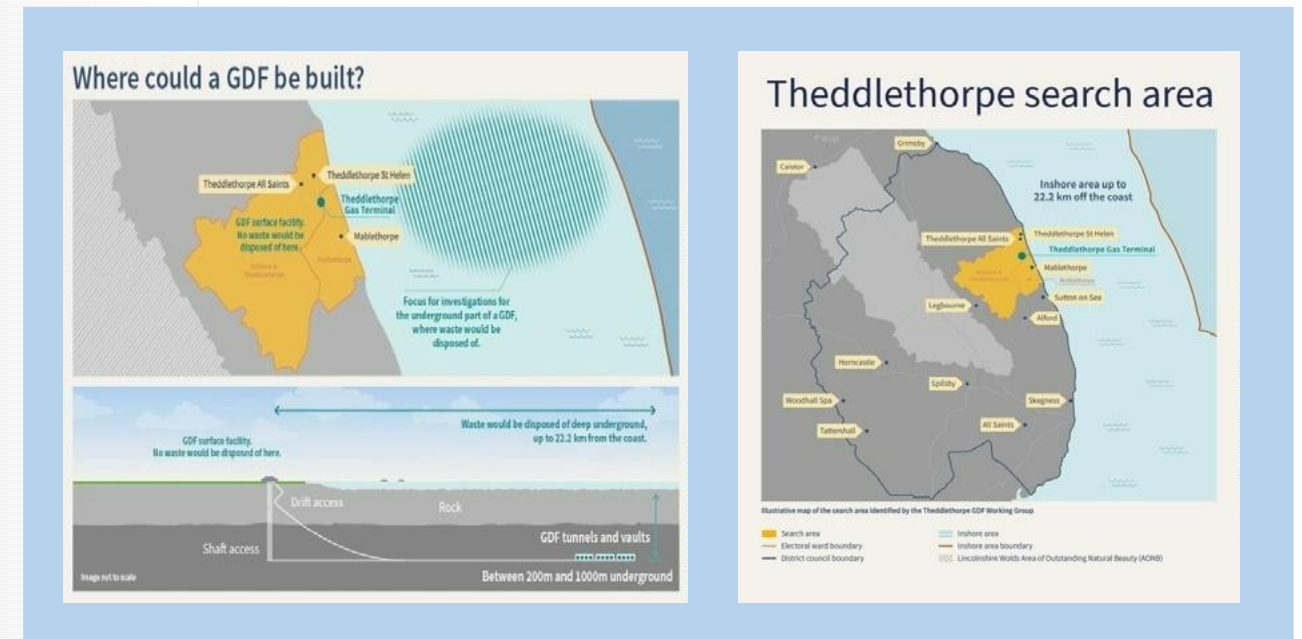 Where could a GDF be built?
Theddlethorpe All Saints
Theddlethorpe St Helen
Theddlethorpe
Gas Terminal
GDF surface facility.
No waste would be
disposed of here.
Mablethorpe
Focus for investigations for
the underground part of a GDF,
where waste would be
disposed of.
Waste would be disposed of deep underground,
up to 22.2 km from the coast.
GDF surface facility.
No waste would be disposed of here.
Drift access
Rock
GDF tunnels and vaults
Shaft access
Image not to scale
Between 200m and 1000m underground
Theddlethorpe search area
Grimsby
Caistor
Inshore area up to
22.2 km off the coast
Theddlethorpe St Helen
Theddlethorpe All Saints
Theddlethorpe Gas Terminal
Mablethorpe
Sutton on Sea
Legbourne
Alford
Horncastle
Spilsby
Woodhall Spa
Skegness
All Saints
Tattershall
Illustrative map of the search area identified by the Theddlethorpe GDF Working Group
Search area
Electoral ward boundary
District council boundary
Inshore area
Inshore area boundary
Lincolnshire Wolds Area of Outstanding Natural Beauty (AONB)